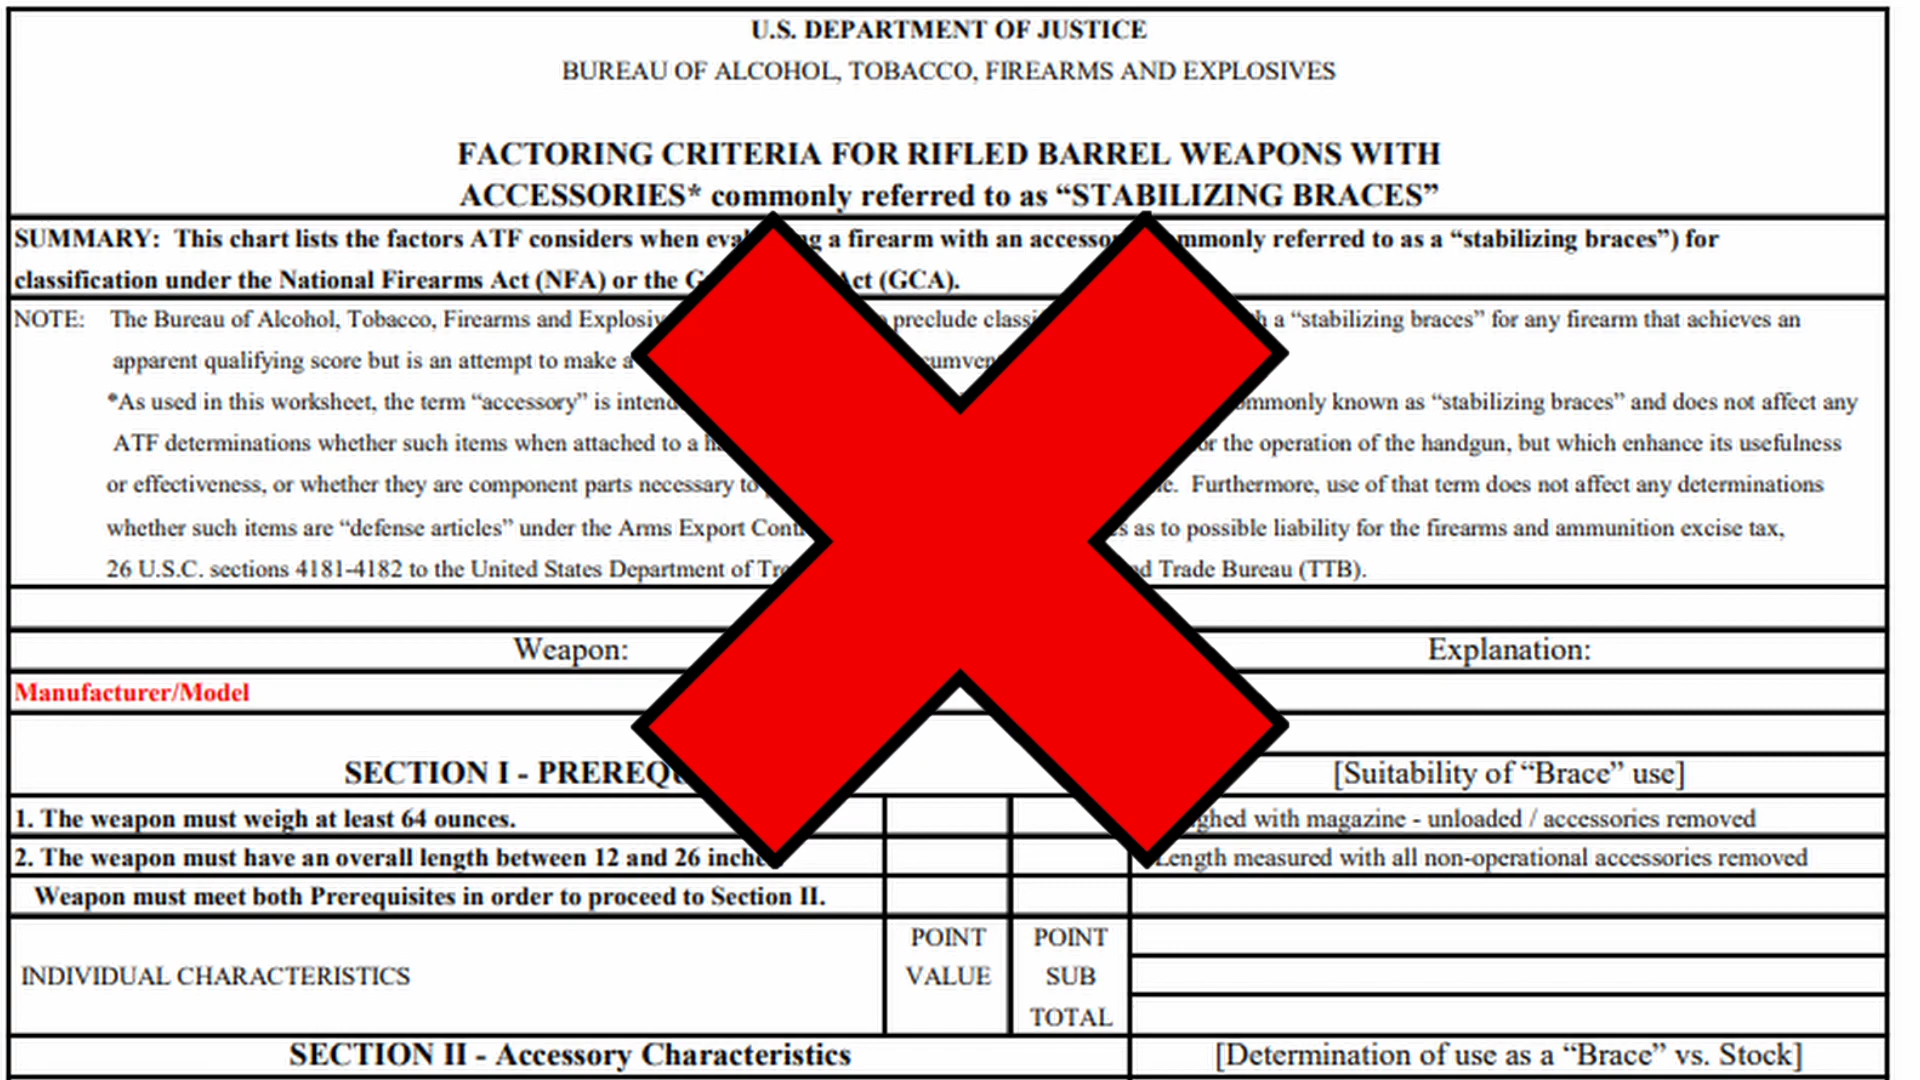 U.S. DEPARTMENT OF JUSTICE
BUREAU OF ALCOHOL, TOBACCO, FIREARMS AND EXPLOSIVES
FACTORING CRITERIA FOR RIFLED BARREL WEAPONS WITH
ACCESSORIES* commonly referred to as “STABILIZING BRACES”
SUMMARY: This chart lists the factors ATF considers when a firearm with an referred to as a “stabilizing braces”) for
classification under the National Firearms Act (NFA) or the Act (GCA).
NOTE: The Bureau of Alcohol, Tobacco, Firearms and preclude a “stabilizing braces” for any firearm that achieves an
apparent qualifying score but is an attempt to make a
*As used in this worksheet, the term “accessory” is commonly known as “stabilizing braces” and does not affect any
ATF determinations whether such items when attached to a or the operation of the handgun, but which enhance its usefulness
or effectiveness, or whether they are component parts necessary to Furthermore, use of that term does not affect any determinations
whether such items are “defense articles” under the Arms Export as to possible liability for the firearms and ammunition excise tax,
26 U.S.C. sections 4181-4182 to the United States Department of and Trade Bureau (TTB).
Weapon: Explanation:
Manufacturer/Model
SECTION I - [Suitability of “Brace” use]
1. The weapon must weigh at least 64 ounces. with magazine - unloaded / accessories removed
2. The weapon must have an overall length between 12 and 26 Length measured with all non-operational accessories removed
Weapon must meet both Prerequisites in order to proceed to Section II.
INDIVIDUAL CHARACTERISTICS
POINT VALUE
POINT SUB TOTAL
SECTION II - Accessory Characteristics [Determination of use as a “Brace” vs. Stock]